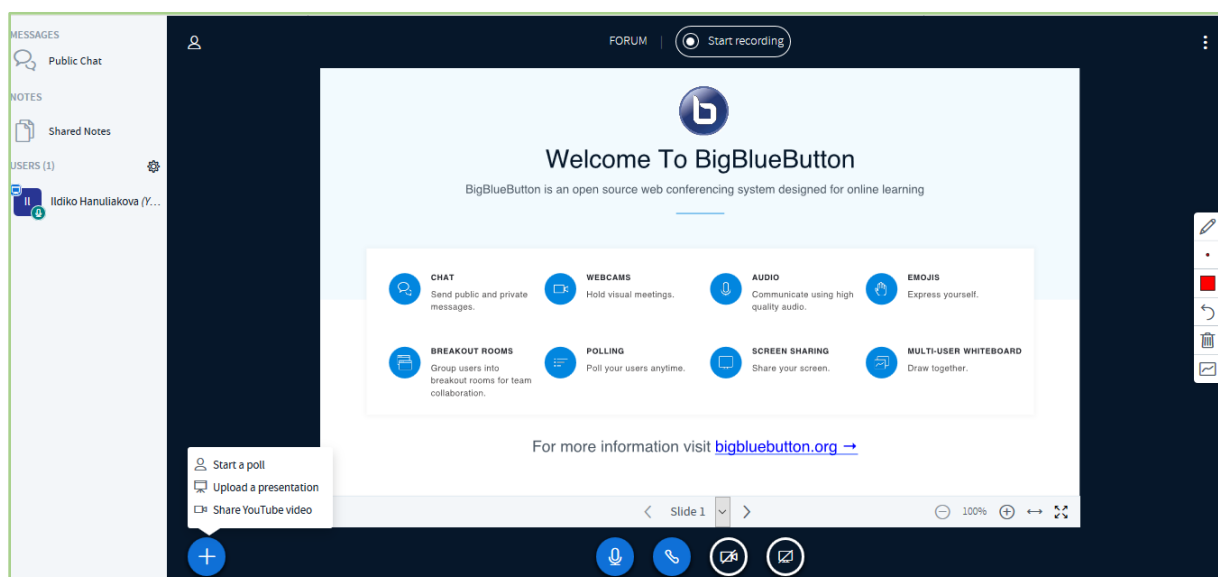 MESSAGES
Public Chat
NOTES
Shared Notes
USERS (1)
II
Ildiko Hanuliakova (Y...
FORUM
Start recording
b
Welcome To BigBlueButton
BigBlueButton is an open source web conferencing system designed for online learning
CHAT
Send public and private
messages.
WEBCAMS
Hold visual meetings.
AUDIO
Communicate using high
quality audio.
EMOJIS
Express yourself.
BREAKOUT ROOMS
Group users into
breakout rooms for team
collaboration.
POLLING
Poll your users anytime.
SCREEN SHARING
Share your screen.
MULTI-USER WHITEBOARD
Draw together.
For more information visit bigbluebutton.org →
Start a poll
Upload a presentation
Share YouTube video
Slide 1
100%